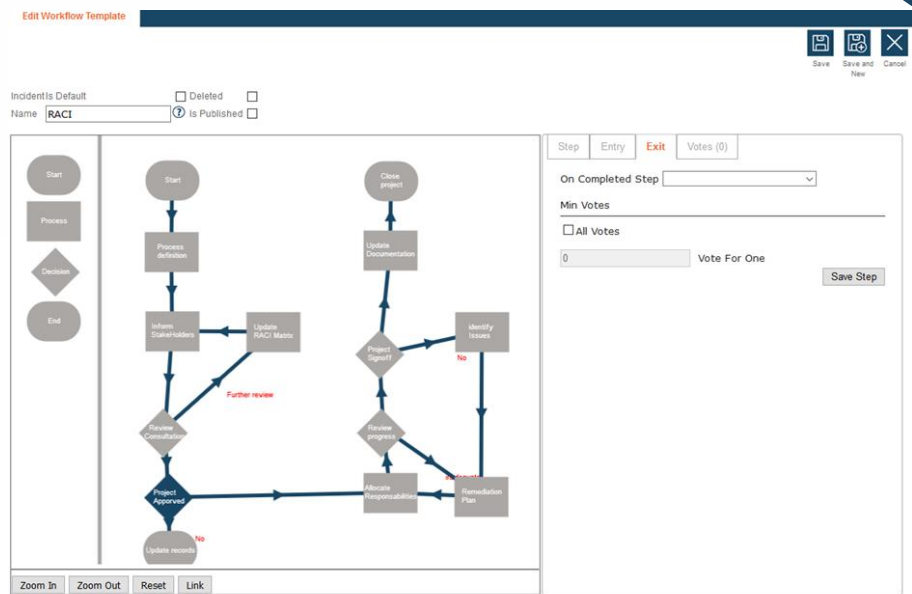 Edit Workflow Template
Save
Save and New
Cancel
Incident Is Default
Deleted
Name
RACI
?
Is Published
Start
Process
Decision
End
Start
Process definition
Inform StakeHolders
Update RACI Matrix
Further review
Review Consultation
Project Apporved
No
Update records
Close project
Update Documentation
Project Signoff
Identify Issues
No
Review progress
Allocate Responsabilities
Remediation Plan
Zoom In
Zoom Out
Reset
Link
Step
Entry
Exit
Votes (0)
On Completed Step
Min Votes
All Votes
0
Vote For One
Save Step